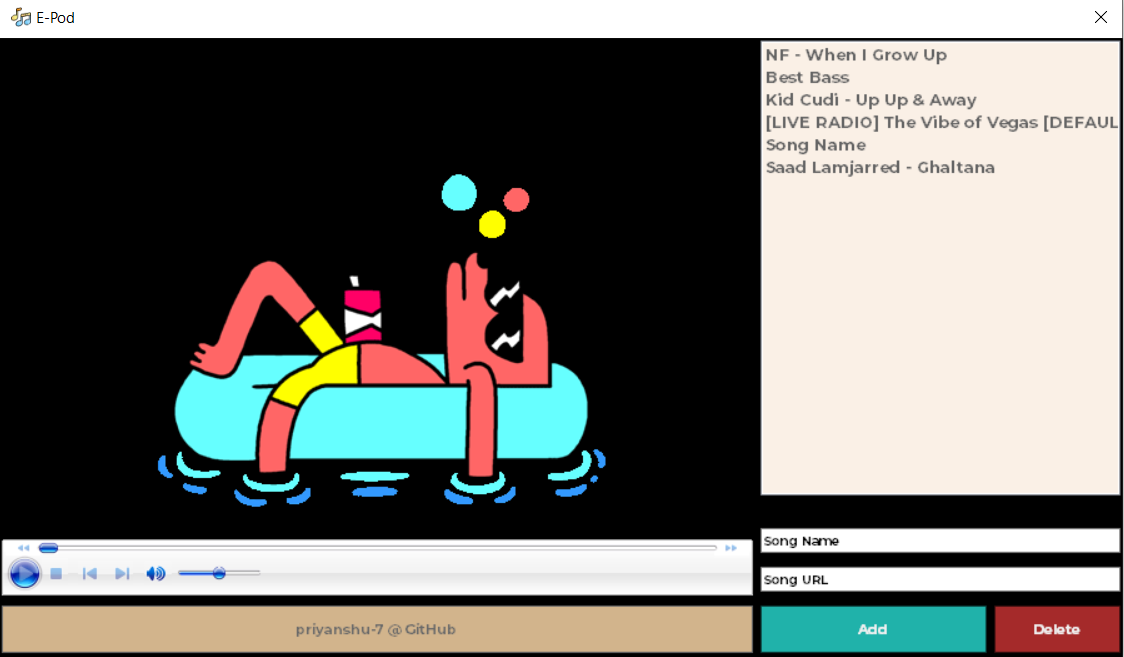 E-Pod
NF - When I Grow Up
Best Bass
Kid Cudi - Up Up & Away
[LIVE RADIO] The Vibe of Vegas [DEFAUL
Song Name
Saad Lamjarred - Ghaltana
Song Name
Song URL
priyanshu-7 @ GitHub
Add
Delete